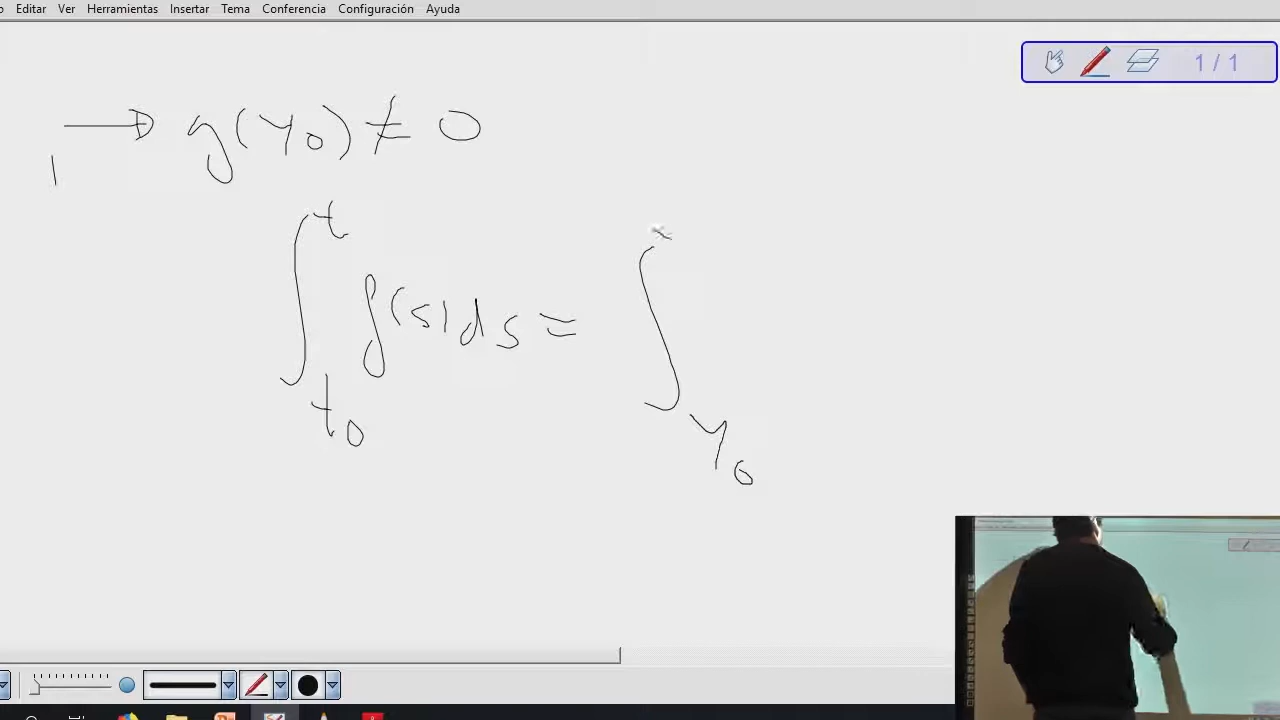 Editar Ver Herramientas Insertar Tema Conferencia Configuración Ayuda
1 / 1
g(y0) ≠ 0
∫_{t0}^{t} f(s)ds = ∫_{y0}